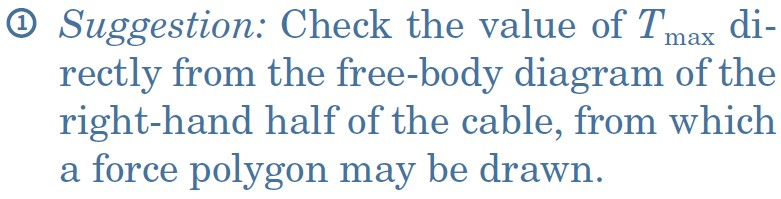 ① Suggestion: Check the value of Tmax di-
rectly from the free-body diagram of the
right-hand half of the cable, from which
a force polygon may be drawn.